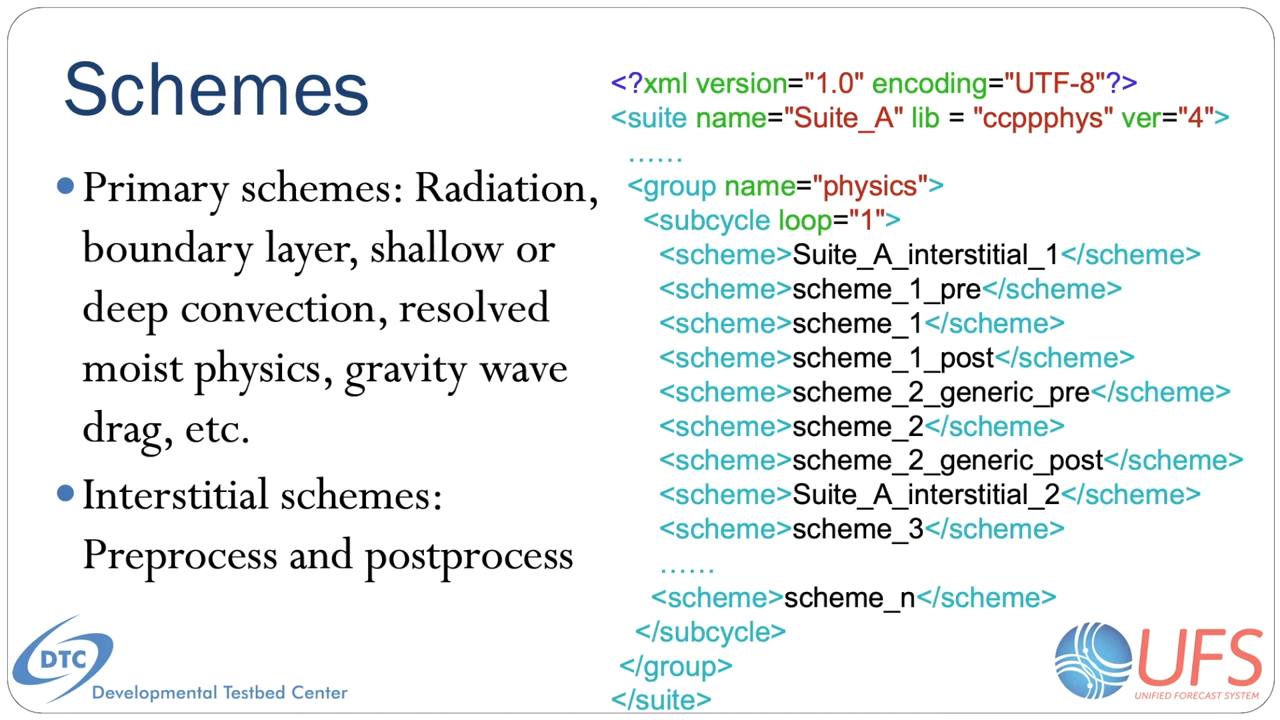 Schemes
• Primary schemes: Radiation,
boundary layer, shallow or
deep convection, resolved
moist physics, gravity wave
drag, etc.
• Interstitial schemes:
Preprocess and postprocess
<?xml version="1.0" encoding="UTF-8"?>
<suite name="Suite_A" lib = "ccppphys" ver="4">
......
<group name="physics">
<subcycle loop="1">
<scheme>Suite_A_interstitial_1</scheme>
<scheme>scheme_1_pre</scheme>
<scheme>scheme_1</scheme>
<scheme>scheme_1_post</scheme>
<scheme>scheme_2_generic_pre</scheme>
<scheme>scheme_2</scheme>
<scheme>scheme_2_generic_post</scheme>
<scheme>Suite_A_interstitial_2</scheme>
<scheme>scheme_3</scheme>
......
<scheme>scheme_n</scheme>
</subcycle>
</group>
</suite>
DTC
Developmental Testbed Center
UFS
UNIFIED FORECAST SYSTEM